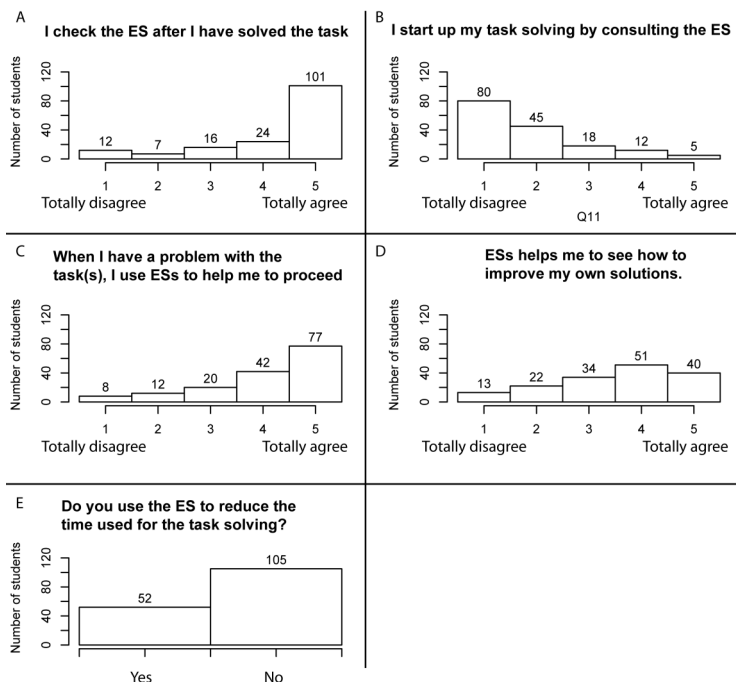 A
I check the ES after I have solved the task
Number of students
0 40 80 120
12 7 16 24 101
1 2 3 4 5
Totally disagree Totally agree
B
I start up my task solving by consulting the ES
Number of students
0 40 80 120
80 45 18 12 5
1 2 3 4 5
Totally disagree Totally agree
Q11
C
When I have a problem with the
task(s), I use ESs to help me to proceed
Number of students
0 40 80 120
8 12 20 42 77
1 2 3 4 5
Totally disagree Totally agree
D
ESs helps me to see how to
improve my own solutions.
Number of students
0 40 80 120
13 22 34 51 40
1 2 3 4 5
Totally disagree Totally agree
E
Do you use the ES to reduce the
time used for the task solving?
Number of students
0 40 80 120
52 105
Yes No